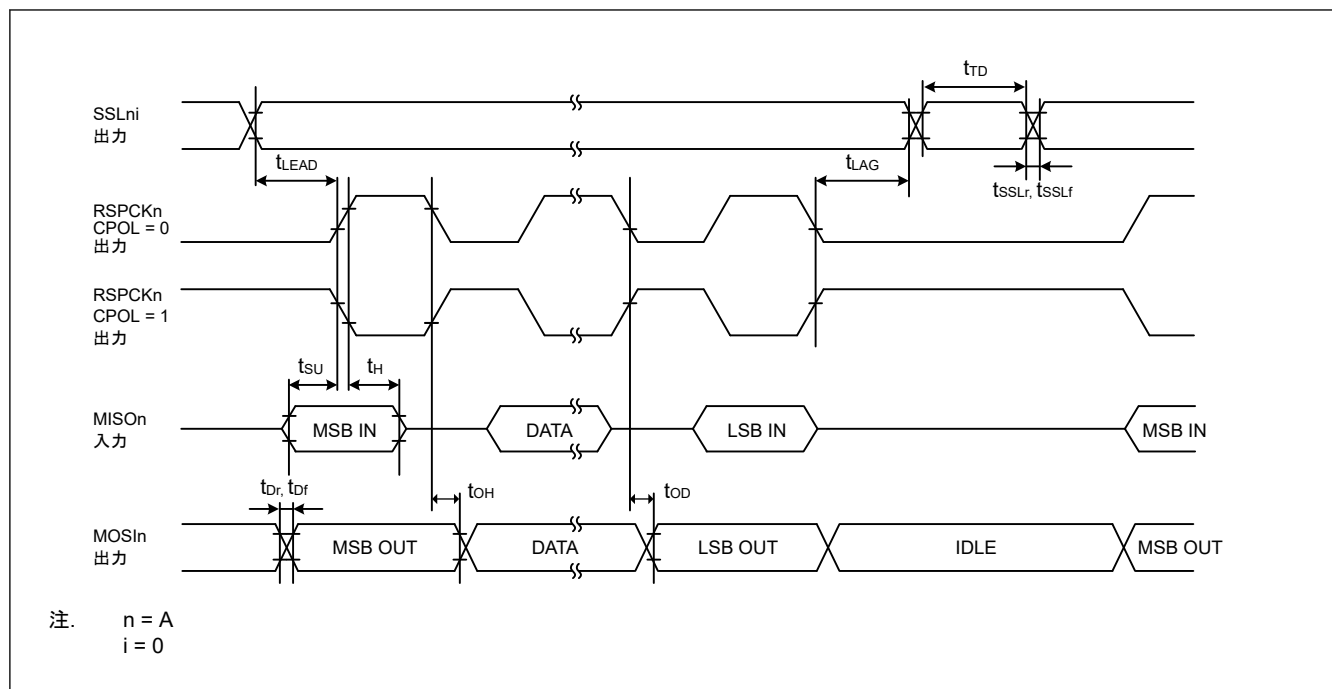 SSLni
出力
tTD
tLEAD
tLAG
tSSLr, tSSLf
RSPCKn
CPOL = 0
出力
RSPCKn
CPOL = 1
出力
tSU
tH
MISOn
入力
MSB IN
DATA
LSB IN
MSB IN
tDr, tDf
tOH
tOD
MOSIn
出力
MSB OUT
DATA
LSB OUT
IDLE
MSB OUT
注. n = A
i = 0